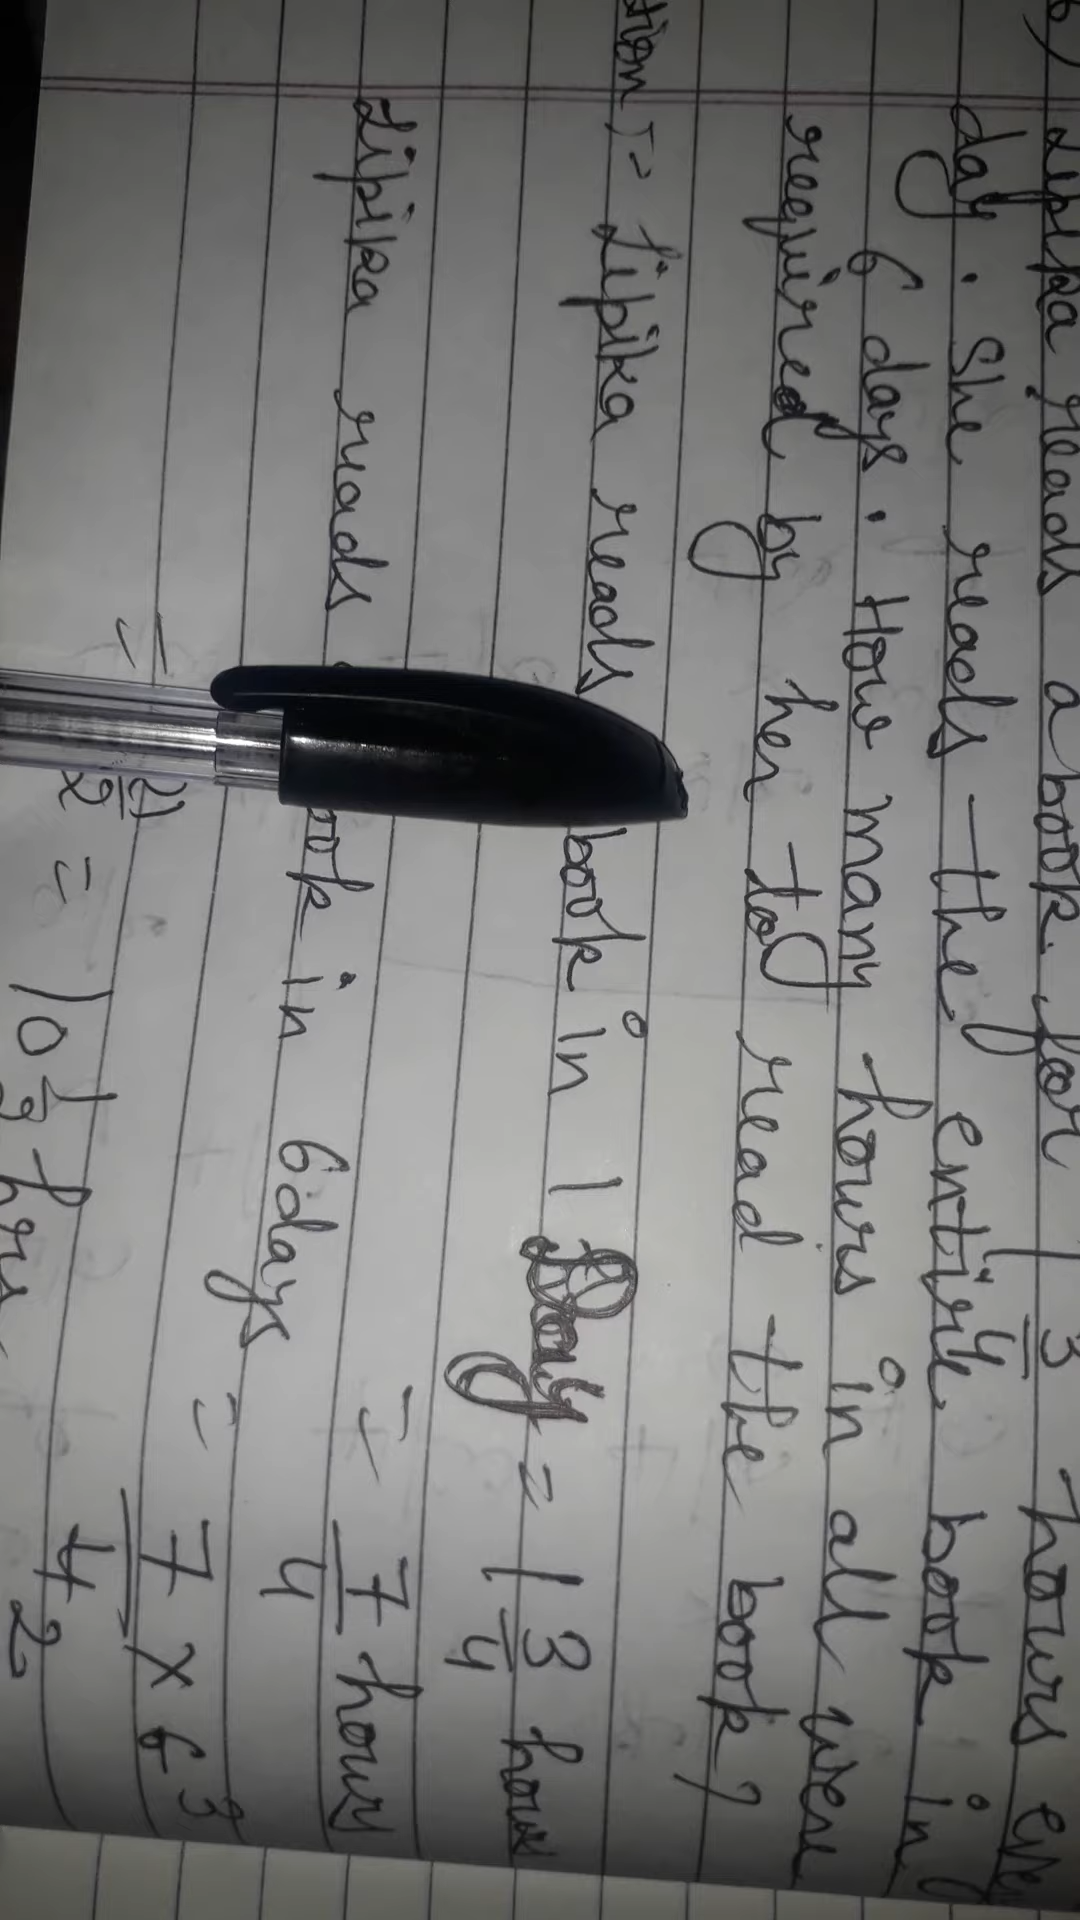 6) Lipika reads a book for 1 3/4 hours
day. She reads the entire book in
6 days. How many hours in all were
required by her to read the book?
Lipika reads book in 1 Day = 1 3/4 hours
= 7/4 hours
Lipika reads in 6 days = 7/4 x 6 3
2
= 21/2 = 10 1/2 hrs